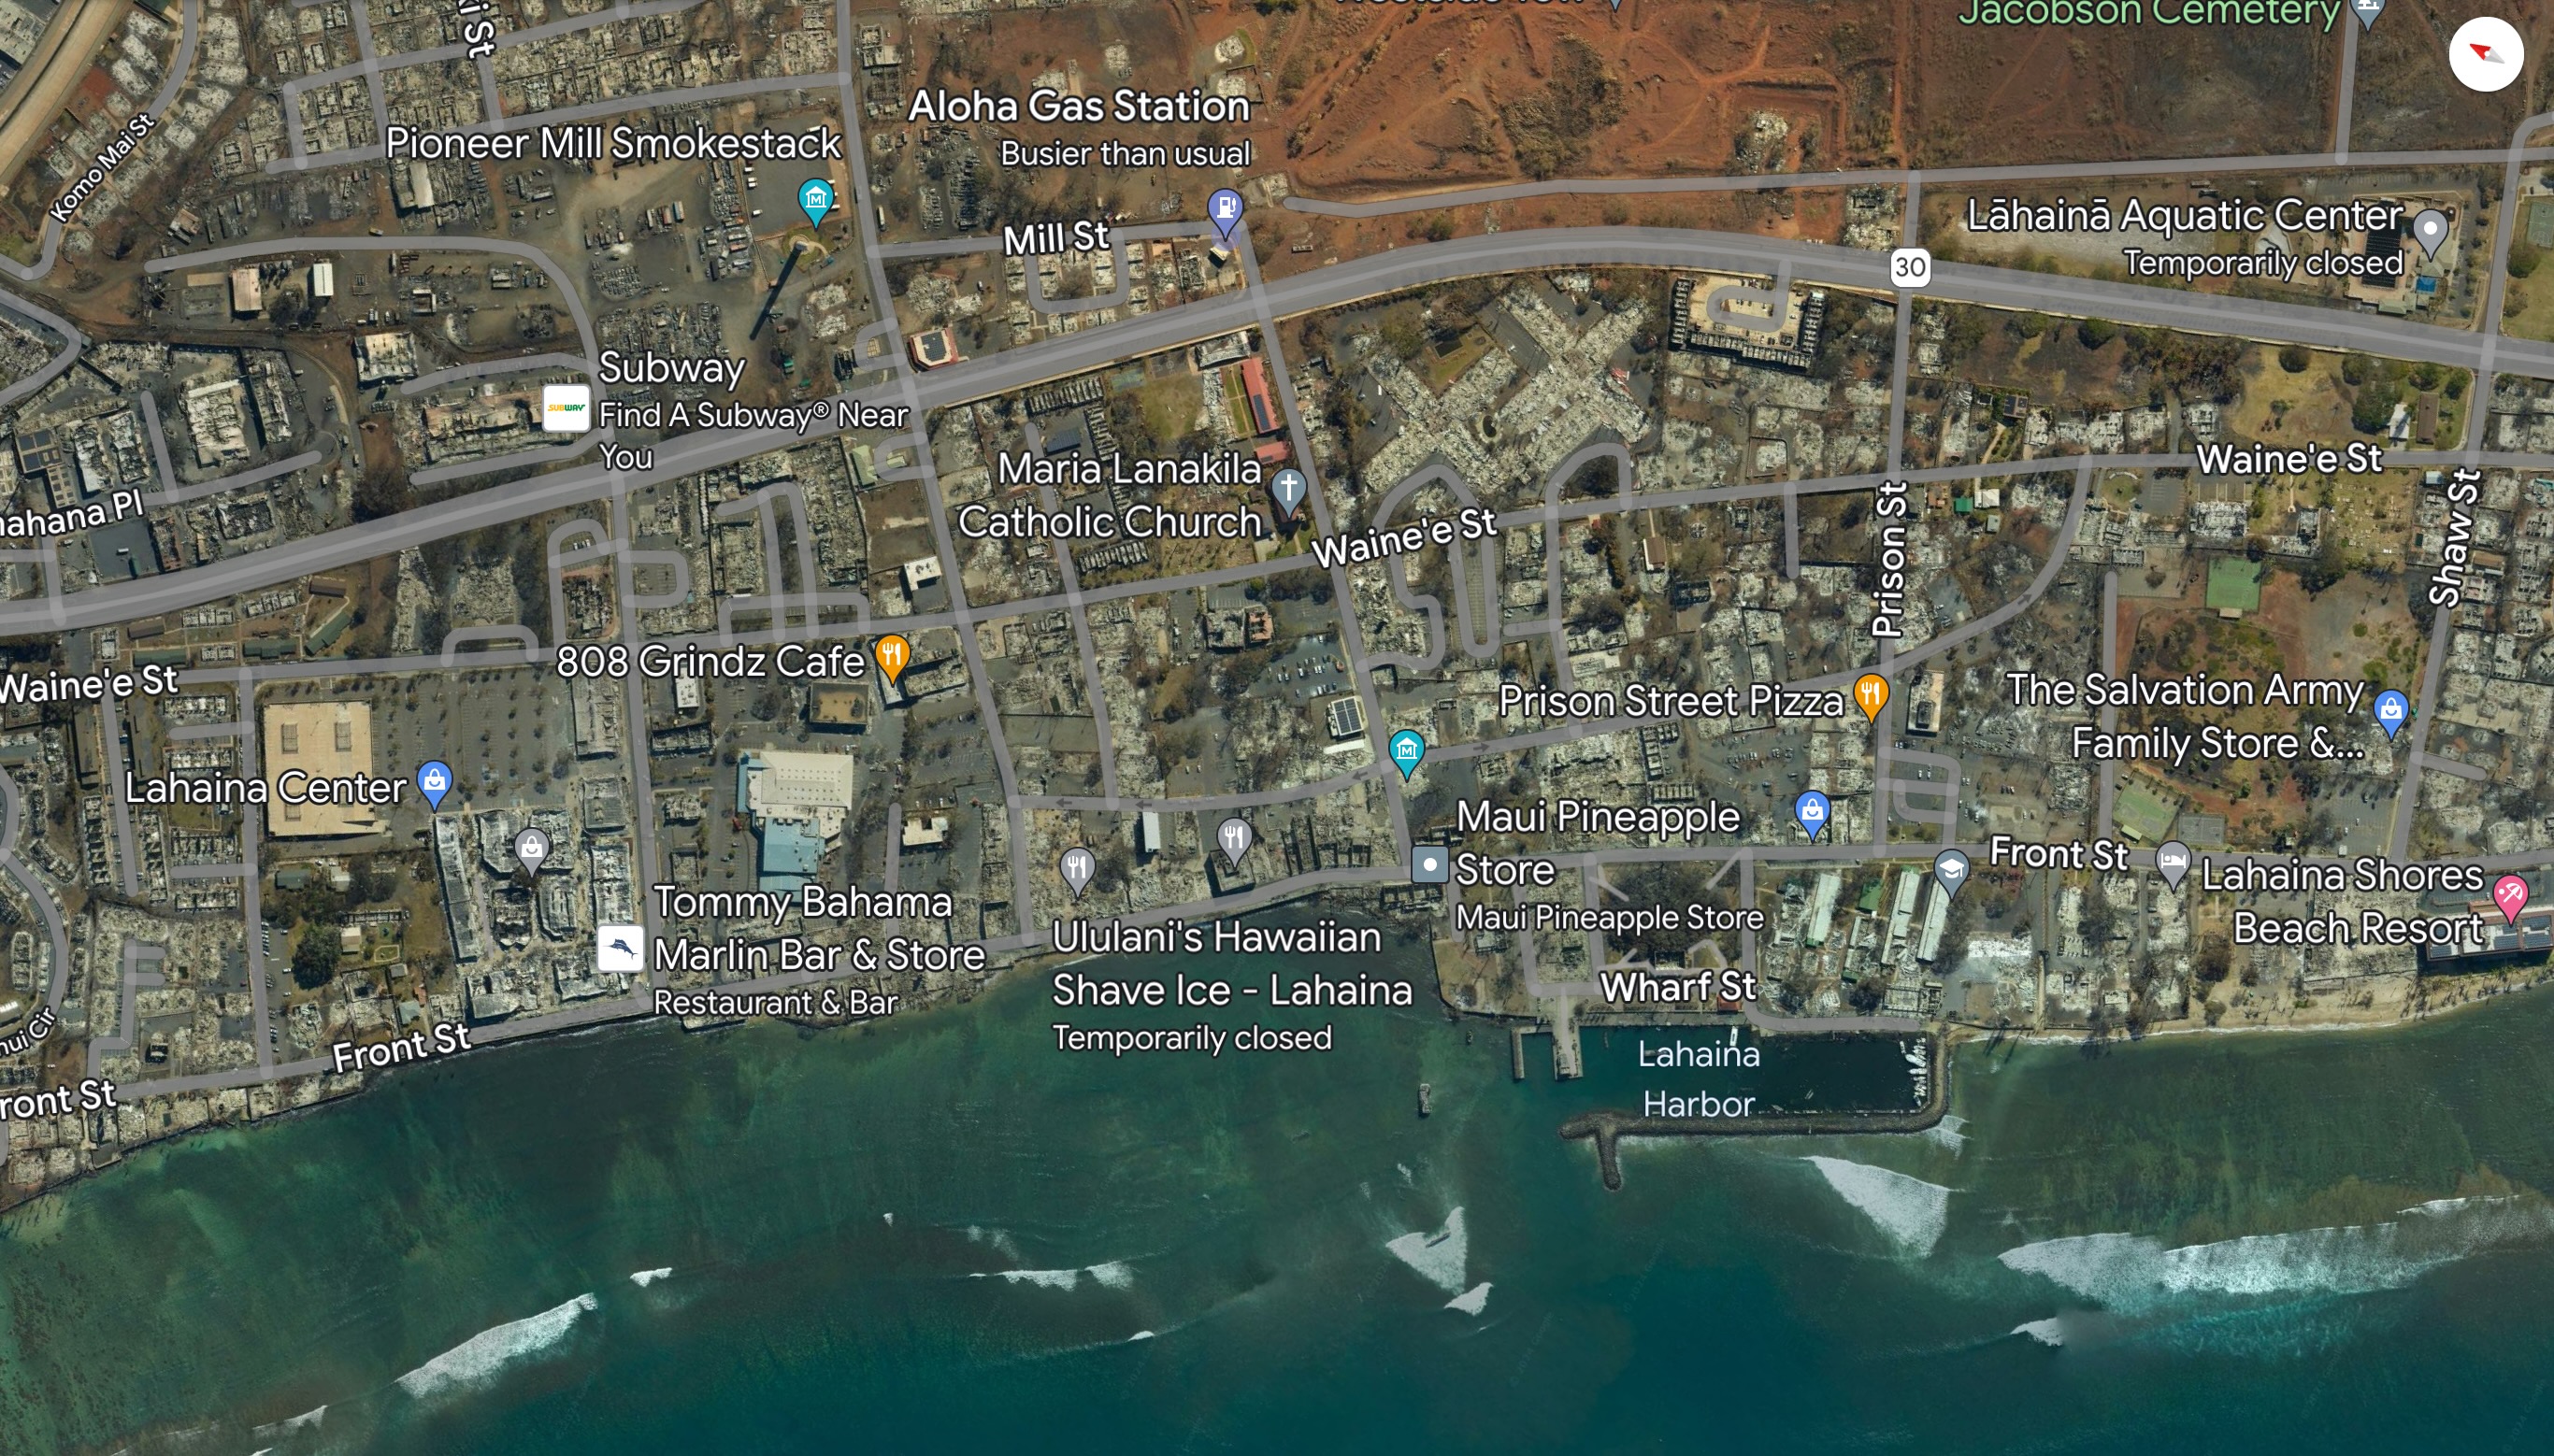 Jacobson Cemetery
Komo Mai St
Pioneer Mill Smokestack
Aloha Gas Station
Busier than usual
Mill St
Lāhainā Aquatic Center
Temporarily closed
30
SUBWAY
Subway
Find A Subway® Near
You
Maria Lanakila
Catholic Church
Waine'e St
Waine'e St
Prison St
Shaw St
Waine'e St
808 Grindz Cafe
Prison Street Pizza
The Salvation Army
Family Store &...
Lahaina Center
Maui Pineapple
Store
Maui Pineapple Store
Front St
Lahaina Shores
Beach Resort
Tommy Bahama
Marlin Bar & Store
Restaurant & Bar
Ululani's Hawaiian
Shave Ice - Lahaina
Temporarily closed
Wharf St
Front St
ront St
Lahaina
Harbor